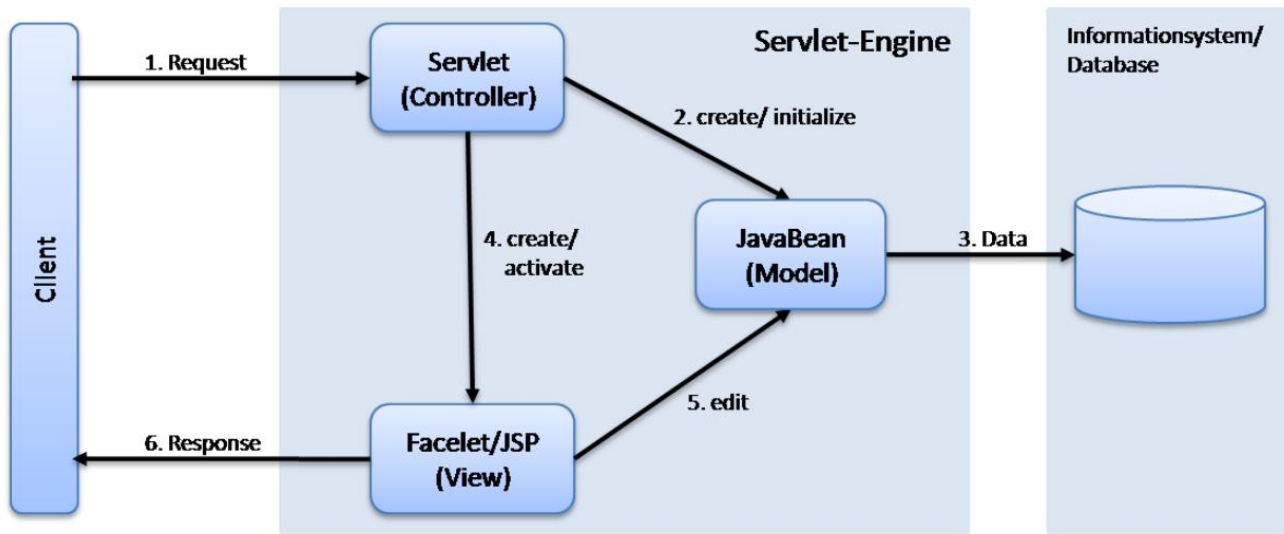 Client
1. Request
Servlet
(Controller)
Servlet-Engine
2. create/ initialize
Informationsystem/
Database
4. create/
activate
JavaBean
(Model)
3. Data
5. edit
Facelet/JSP
(View)
6. Response